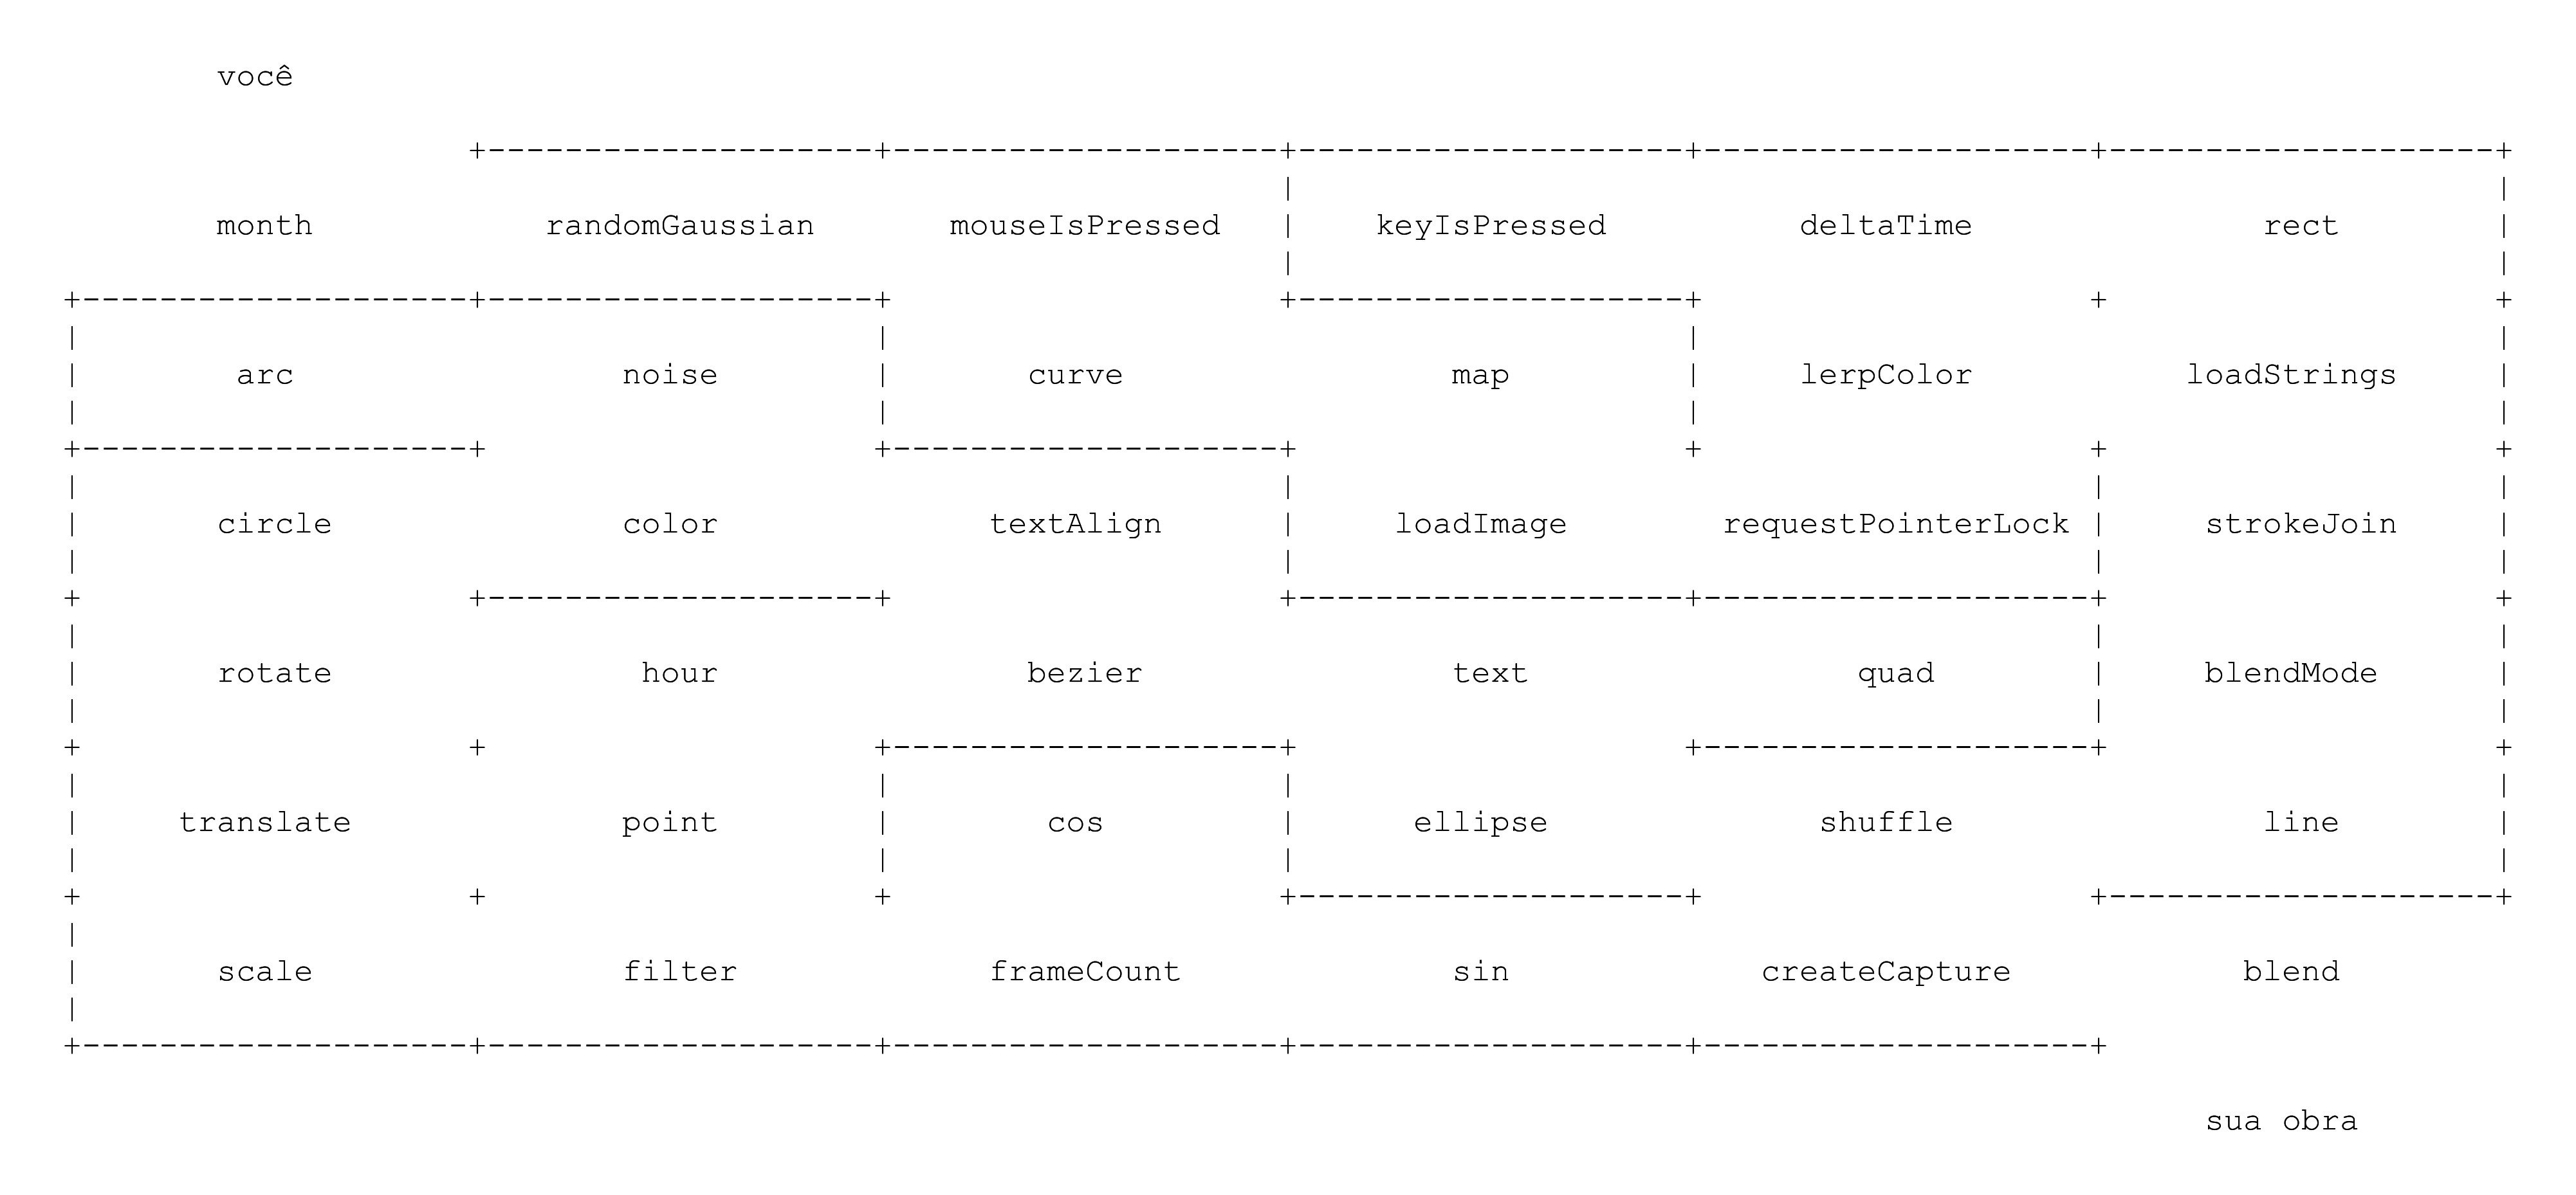 você
month randomGaussian mouseIsPressed keyIsPressed deltaTime rect
arc noise curve map lerpColor loadStrings
circle color textAlign loadImage requestPointerLock strokeJoin
rotate hour bezier text quad blendMode
translate point cos ellipse shuffle line
scale filter frameCount sin createCapture blend
sua obra